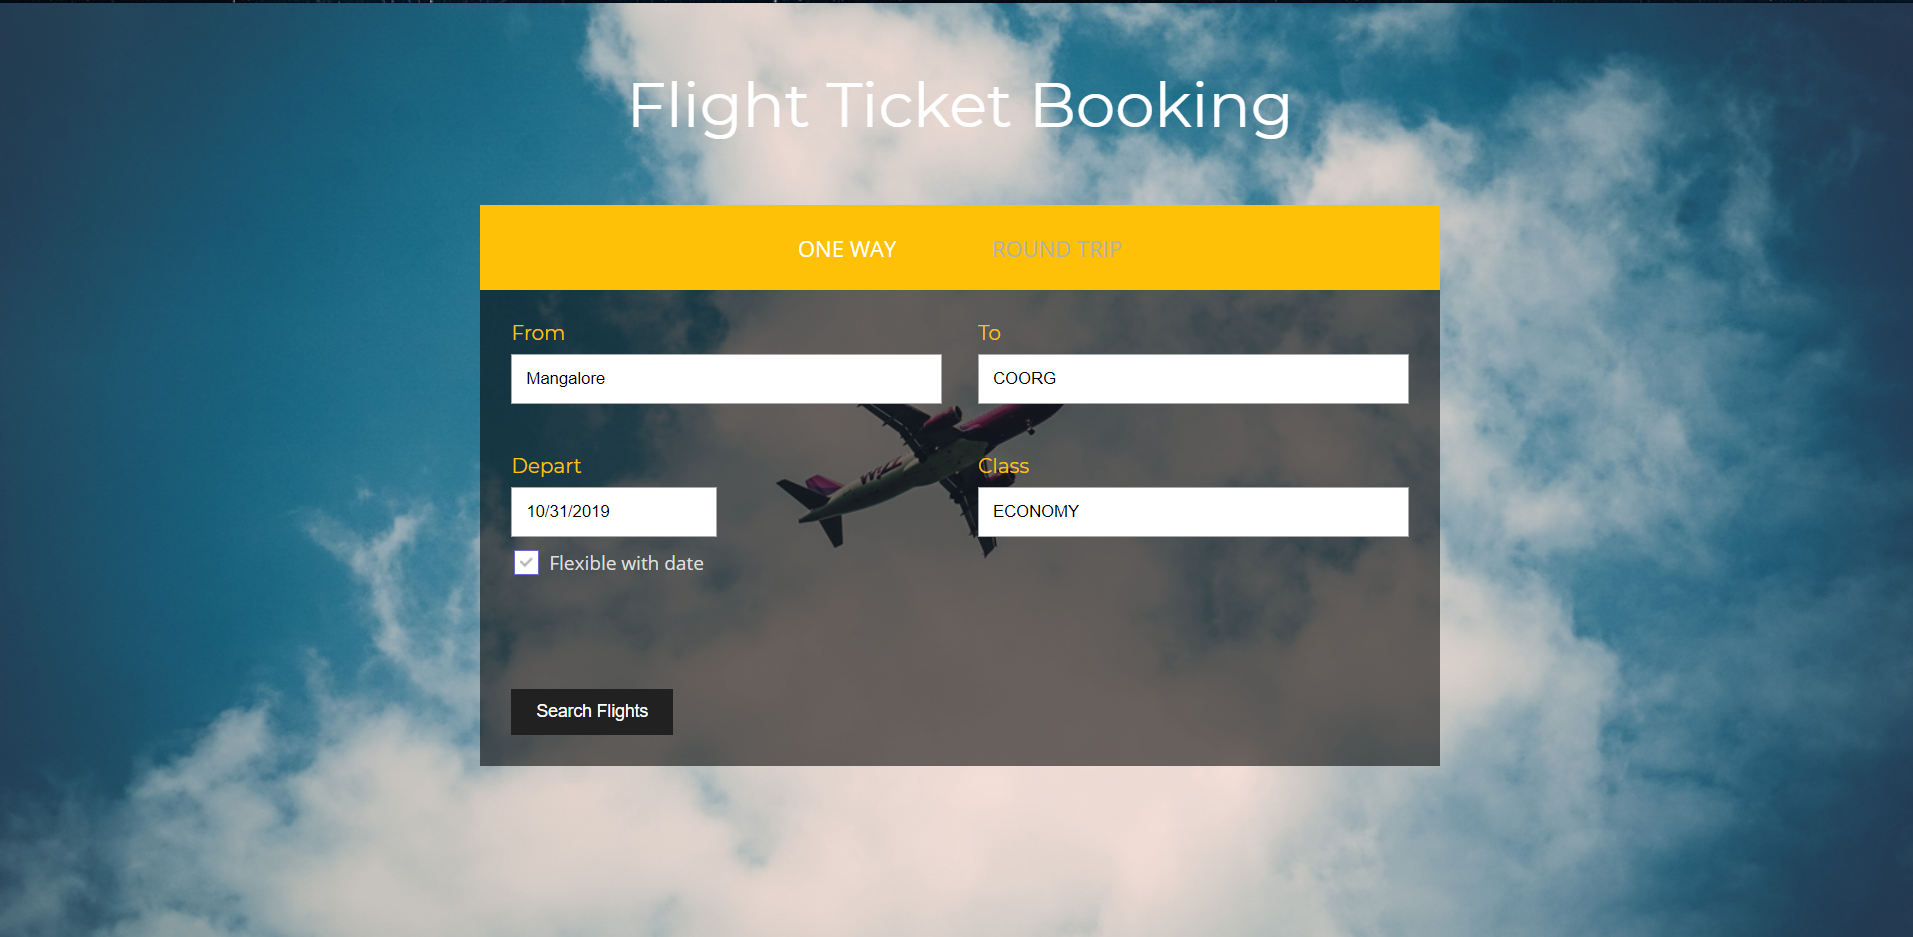 Flight Ticket Booking
ONE WAY ROUND TRIP
From To
Mangalore COORG
WIZZ
Depart Class
10/31/2019 ECONOMY
Flexible with date
Search Flights